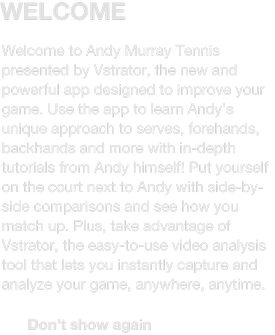 WELCOME
Welcome to Andy Murray Tennis
presented by Vstrator, the new and
powerful app designed to improve your
game. Use the app to learn Andy's
unique approach to serves, forehands,
backhands and more with in-depth
tutorials from Andy himself! Put yourself
on the court next to Andy with side-by-
side comparisons and see how you
match up. Plus, take advantage of
Vstrator, the easy-to-use video analysis
tool that lets you instantly capture and
analyze your game, anywhere, anytime.
Don't show again